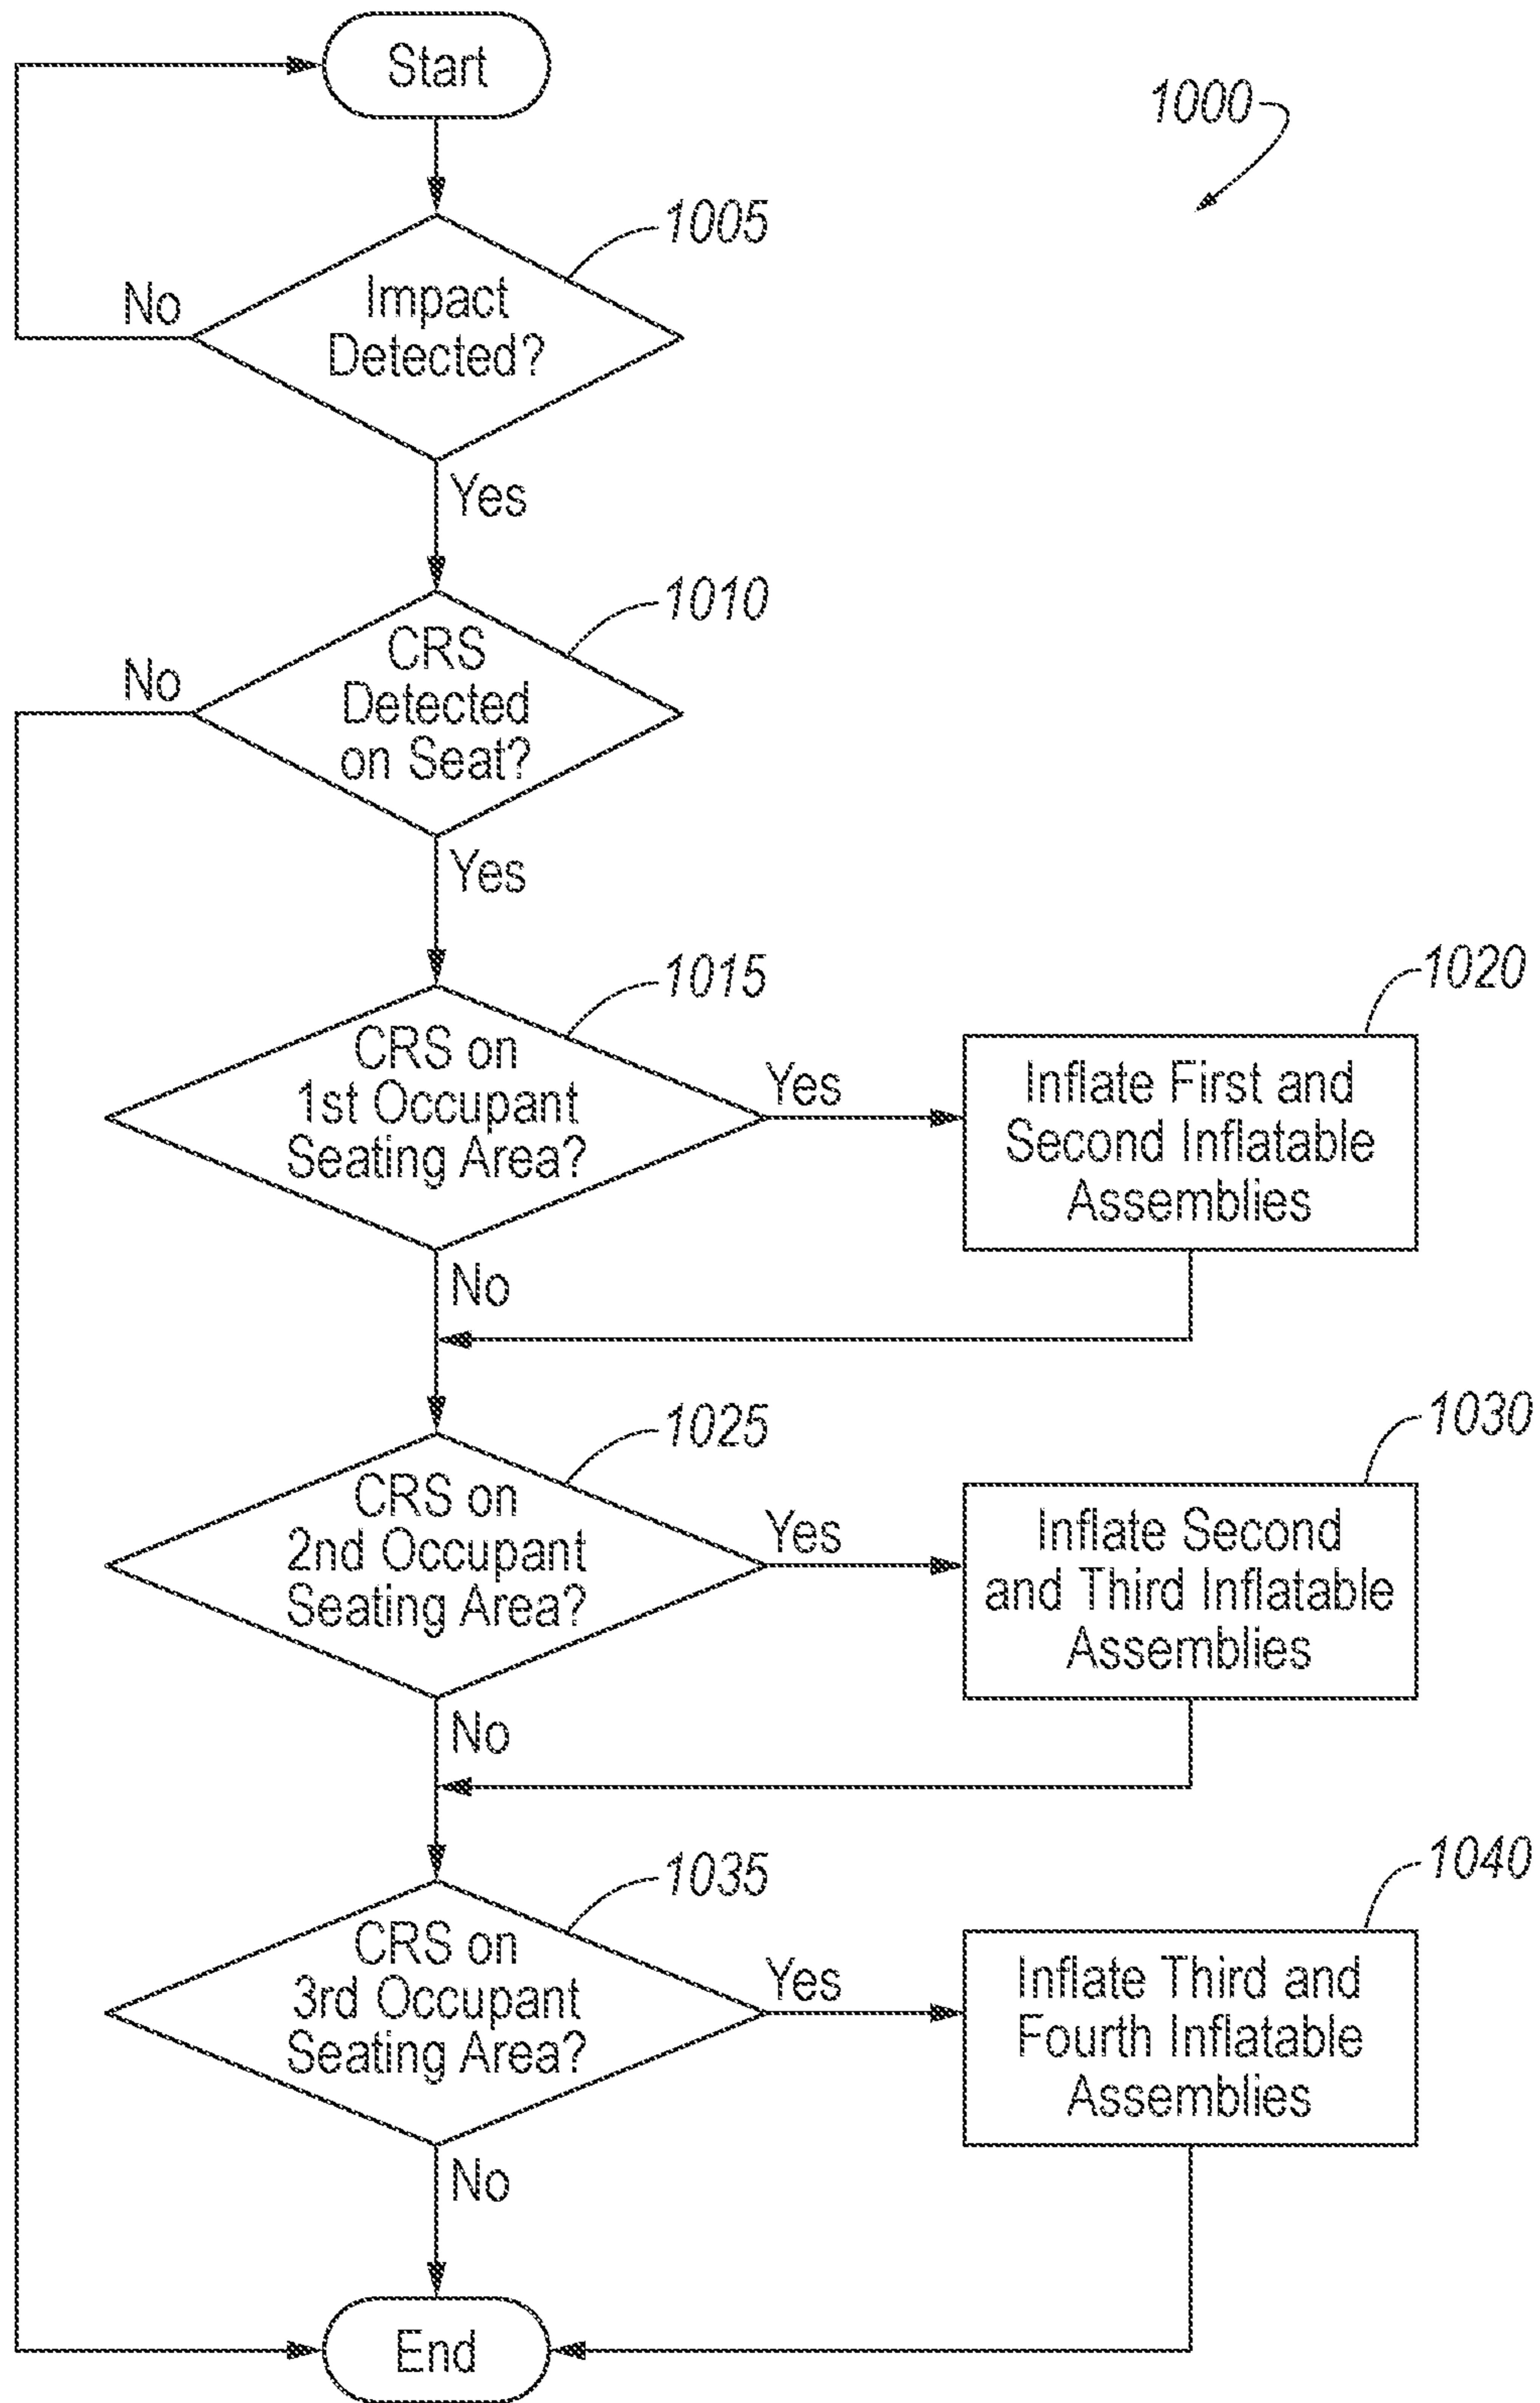 Start
1000
1005
Impact
Detected?
No
Yes
1010
CRS
Detected
on Seat?
No
Yes
1015
CRS on
1st Occupant
Seating Area?
Yes
1020
Inflate First and
Second Inflatable
Assemblies
No
1025
CRS on
2nd Occupant
Seating Area?
Yes
1030
Inflate Second
and Third Inflatable
Assemblies
No
1035
CRS on
3rd Occupant
Seating Area?
Yes
1040
Inflate Third and
Fourth Inflatable
Assemblies
No
End